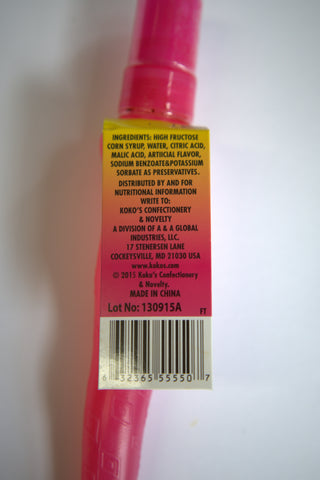 INGREDIENTS: HIGH FRUCTOSE
CORN SYRUP, WATER, CITRIC ACID,
MALIC ACID, ARTIICIAL FLAVOR,
SODIUM BENZOATE&POTASSIUM
SORBATE AS PRESERVATIVES.
DISTRIBUTED BY AND FOR
NUTRITIONAL INFORMATION
WRITE TO:
KOKO'S CONFECTIONERY
& NOVELTY
A DIVISION OF A & A GLOBAL
INDUSTRIES, LLC.
17 STENERSEN LANE
COCKEYSVILLE, MD 21030 USA
www.kokos.com
© 2015 Koko's Confectionery
& Novelty.
MADE IN CHINA
Lot No: 130915A
FT
6 32365 55550 7